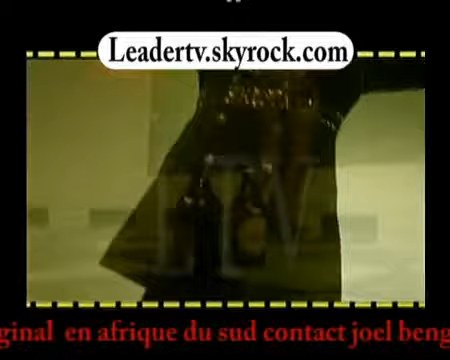 Leadertv.skyrock.com
ginal en afrique du sud contact joel beng